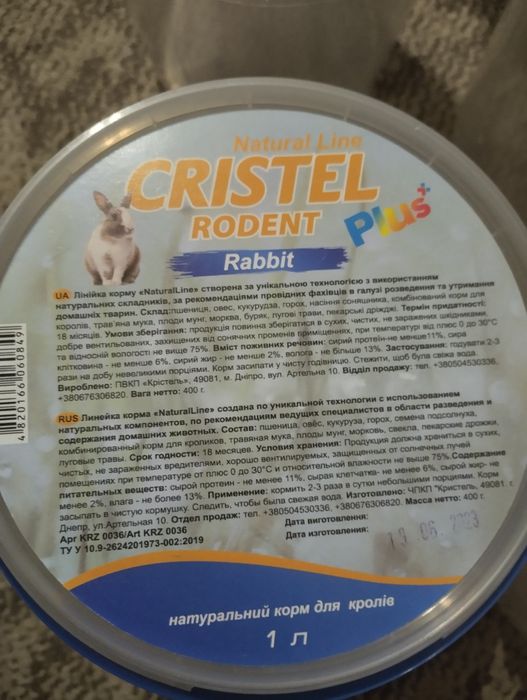 Natural Line
CRISTEL
RODENT Plus+
Rabbit
UA Лінійка корму «NaturalLine» створена за унікальною технологією з використанням
натуральних складників, за рекомендаціями провідних фахівців в галузі розведення та утримання
домашніх тварин. Склад:пшениця, овес, кукурудза, горох, насіння соняшника, комбінований корм для
кролів, трав'яна мука, плоди мунг, морква, буряк, лугові трави, пекарські дріжджі. Термін придатності:
18 місяців. Умови зберігання: продукція повинна зберігатися в сухих, чистих, не заражених шкідниками,
добре вентильованих, захищених від сонячних променів приміщеннях, при температурі від плюс 0 до 30°С
та відносній вологості не вище 75%. Вміст поживних речовин: сирий протеїн-не менше11%, сира
клітковина - не менше 6%, сирий жир - не менше 2%, волога - не більше 13%. Застосування: годувати 2-3
рази на добу невеликими порціями. Корм засипати у чисту годівницю. Стежити, щоб була свіжа вода.
Вироблено: ПВКП «Крістель», 49081, м. Дніпро, вул. Артельна 10. Відділ продажу: тел. +380504530336,
+380676306820. Вага нетто: 400 г.
RUS Линейка корма «NaturalLine» создана по уникальной технологии с использованием
натуральных компонентов, по рекомендациям ведущих специалистов в области разведения и
содержания домашних животных. Состав: пшеница, овёс, кукуруза, горох, семена подсолнуха,
комбинированный корм для кроликов, травяная мука, плоды мунг, морковь, свекла, пекарские дрожжи,
луговые травы. Срок годности: 18 месяцев. Условия хранения: Продукция должна храниться в сухих,
чистых, не зараженных вредителями, хорошо вентилируемых, защищенных от солнечных лучей
помещениях при температуре от плюс 0 до 30°С и относительной влажности не выше 75%.Содержание
питательных веществ: сырой протеин - не менее 11%, сырая клетчатка- не менее 6%, сырой жир- не
менее 2%, влага - не более 13%. Применение: кормить 2-3 раза в сутки небольшими порциями. Корм
засыпать в чистую кормушку. Следить, чтобы была свежая вода. Изготовлено: ЧПКП "Кристель, 49081. г.
Днепр, ул.Артельная 10. Отдел продаж: тел. +380504530336, +380676306820. Масса нетто: 400 г.
Арт KRZ 0036/Art KRZ 0036
ТУ У 10.9-2624201973-002:2019
Дата виготовлення:
Дата изготовления:
19 06 2023
4820166060849
натуральний корм для кролів
1 л